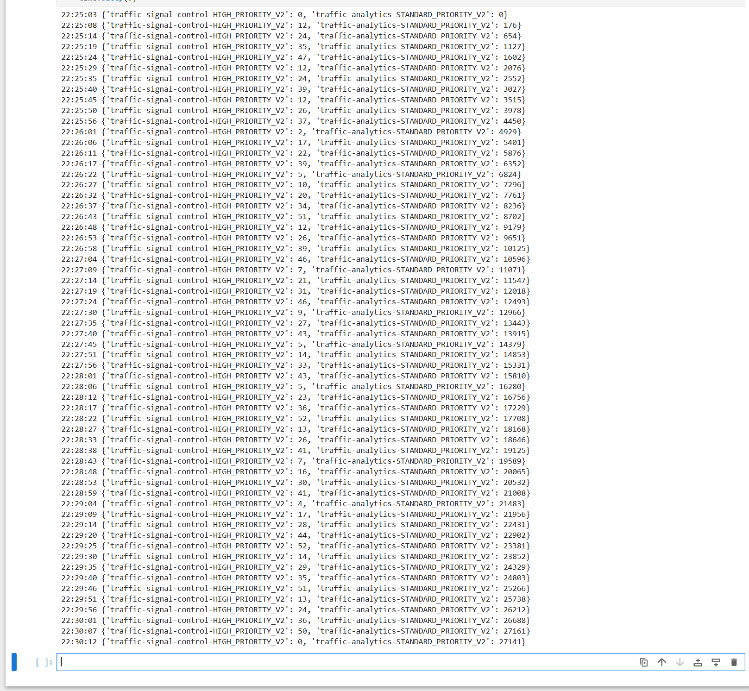 22:25:03 {'traffic-signal-control-HIGH_PRIORITY_V2': 0, 'traffic-analytics-STANDARD_PRIORITY_V2': 0}
22:25:08 {'traffic-signal-control-HIGH_PRIORITY_V2': 12, 'traffic-analytics-STANDARD_PRIORITY_V2': 176}
22:25:14 {'traffic-signal-control-HIGH_PRIORITY_V2': 24, 'traffic-analytics-STANDARD_PRIORITY_V2': 654}
22:25:19 {'traffic-signal-control-HIGH_PRIORITY_V2': 35, 'traffic-analytics-STANDARD_PRIORITY_V2': 1127}
22:25:24 {'traffic-signal-control-HIGH_PRIORITY_V2': 47, 'traffic-analytics-STANDARD_PRIORITY_V2': 1602}
22:25:29 {'traffic-signal-control-HIGH_PRIORITY_V2': 12, 'traffic-analytics-STANDARD_PRIORITY_V2': 2076}
22:25:35 {'traffic-signal-control-HIGH_PRIORITY_V2': 24, 'traffic-analytics-STANDARD_PRIORITY_V2': 2552}
22:25:40 {'traffic-signal-control-HIGH_PRIORITY_V2': 39, 'traffic-analytics-STANDARD_PRIORITY_V2': 3027}
22:25:45 {'traffic-signal-control-HIGH_PRIORITY_V2': 12, 'traffic-analytics-STANDARD_PRIORITY_V2': 3515}
22:25:50 {'traffic-signal-control-HIGH_PRIORITY_V2': 26, 'traffic-analytics-STANDARD_PRIORITY_V2': 3978}
22:25:56 {'traffic-signal-control-HIGH_PRIORITY_V2': 37, 'traffic-analytics-STANDARD_PRIORITY_V2': 4450}
22:26:01 {'traffic-signal-control-HIGH_PRIORITY_V2': 2, 'traffic-analytics-STANDARD_PRIORITY_V2': 4929}
22:26:06 {'traffic-signal-control-HIGH_PRIORITY_V2': 17, 'traffic-analytics-STANDARD_PRIORITY_V2': 5401}
22:26:11 {'traffic-signal-control-HIGH_PRIORITY_V2': 22, 'traffic-analytics-STANDARD_PRIORITY_V2': 5876}
22:26:17 {'traffic-signal-control-HIGH_PRIORITY_V2': 39, 'traffic-analytics-STANDARD_PRIORITY_V2': 6352}
22:26:22 {'traffic-signal-control-HIGH_PRIORITY_V2': 5, 'traffic-analytics-STANDARD_PRIORITY_V2': 6824}
22:26:27 {'traffic-signal-control-HIGH_PRIORITY_V2': 10, 'traffic-analytics-STANDARD_PRIORITY_V2': 7296}
22:26:32 {'traffic-signal-control-HIGH_PRIORITY_V2': 20, 'traffic-analytics-STANDARD_PRIORITY_V2': 7761}
22:26:37 {'traffic-signal-control-HIGH_PRIORITY_V2': 34, 'traffic-analytics-STANDARD_PRIORITY_V2': 8236}
22:26:43 {'traffic-signal-control-HIGH_PRIORITY_V2': 51, 'traffic-analytics-STANDARD_PRIORITY_V2': 8702}
22:26:48 {'traffic-signal-control-HIGH_PRIORITY_V2': 12, 'traffic-analytics-STANDARD_PRIORITY_V2': 9179}
22:26:53 {'traffic-signal-control-HIGH_PRIORITY_V2': 26, 'traffic-analytics-STANDARD_PRIORITY_V2': 9651}
22:26:58 {'traffic-signal-control-HIGH_PRIORITY_V2': 39, 'traffic-analytics-STANDARD_PRIORITY_V2': 10125}
22:27:04 {'traffic-signal-control-HIGH_PRIORITY_V2': 46, 'traffic-analytics-STANDARD_PRIORITY_V2': 10596}
22:27:09 {'traffic-signal-control-HIGH_PRIORITY_V2': 7, 'traffic-analytics-STANDARD_PRIORITY_V2': 11071}
22:27:14 {'traffic-signal-control-HIGH_PRIORITY_V2': 21, 'traffic-analytics-STANDARD_PRIORITY_V2': 11547}
22:27:19 {'traffic-signal-control-HIGH_PRIORITY_V2': 31, 'traffic-analytics-STANDARD_PRIORITY_V2': 12018}
22:27:24 {'traffic-signal-control-HIGH_PRIORITY_V2': 46, 'traffic-analytics-STANDARD_PRIORITY_V2': 12493}
22:27:30 {'traffic-signal-control-HIGH_PRIORITY_V2': 9, 'traffic-analytics-STANDARD_PRIORITY_V2': 12966}
22:27:35 {'traffic-signal-control-HIGH_PRIORITY_V2': 27, 'traffic-analytics-STANDARD_PRIORITY_V2': 13443}
22:27:40 {'traffic-signal-control-HIGH_PRIORITY_V2': 43, 'traffic-analytics-STANDARD_PRIORITY_V2': 13915}
22:27:45 {'traffic-signal-control-HIGH_PRIORITY_V2': 5, 'traffic-analytics-STANDARD_PRIORITY_V2': 14379}
22:27:51 {'traffic-signal-control-HIGH_PRIORITY_V2': 14, 'traffic-analytics-STANDARD_PRIORITY_V2': 14853}
22:27:56 {'traffic-signal-control-HIGH_PRIORITY_V2': 33, 'traffic-analytics-STANDARD_PRIORITY_V2': 15331}
22:28:01 {'traffic-signal-control-HIGH_PRIORITY_V2': 43, 'traffic-analytics-STANDARD_PRIORITY_V2': 15810}
22:28:06 {'traffic-signal-control-HIGH_PRIORITY_V2': 5, 'traffic-analytics-STANDARD_PRIORITY_V2': 16280}
22:28:12 {'traffic-signal-control-HIGH_PRIORITY_V2': 23, 'traffic-analytics-STANDARD_PRIORITY_V2': 16756}
22:28:17 {'traffic-signal-control-HIGH_PRIORITY_V2': 36, 'traffic-analytics-STANDARD_PRIORITY_V2': 17229}
22:28:22 {'traffic-signal-control-HIGH_PRIORITY_V2': 52, 'traffic-analytics-STANDARD_PRIORITY_V2': 17708}
22:28:27 {'traffic-signal-control-HIGH_PRIORITY_V2': 13, 'traffic-analytics-STANDARD_PRIORITY_V2': 18168}
22:28:33 {'traffic-signal-control-HIGH_PRIORITY_V2': 26, 'traffic-analytics-STANDARD_PRIORITY_V2': 18646}
22:28:38 {'traffic-signal-control-HIGH_PRIORITY_V2': 41, 'traffic-analytics-STANDARD_PRIORITY_V2': 19125}
22:28:43 {'traffic-signal-control-HIGH_PRIORITY_V2': 7, 'traffic-analytics-STANDARD_PRIORITY_V2': 19589}
22:28:48 {'traffic-signal-control-HIGH_PRIORITY_V2': 16, 'traffic-analytics-STANDARD_PRIORITY_V2': 20065}
22:28:53 {'traffic-signal-control-HIGH_PRIORITY_V2': 30, 'traffic-analytics-STANDARD_PRIORITY_V2': 20532}
22:28:59 {'traffic-signal-control-HIGH_PRIORITY_V2': 41, 'traffic-analytics-STANDARD_PRIORITY_V2': 21008}
22:29:04 {'traffic-signal-control-HIGH_PRIORITY_V2': 4, 'traffic-analytics-STANDARD_PRIORITY_V2': 21483}
22:29:09 {'traffic-signal-control-HIGH_PRIORITY_V2': 17, 'traffic-analytics-STANDARD_PRIORITY_V2': 21956}
22:29:14 {'traffic-signal-control-HIGH_PRIORITY_V2': 28, 'traffic-analytics-STANDARD_PRIORITY_V2': 22431}
22:29:20 {'traffic-signal-control-HIGH_PRIORITY_V2': 44, 'traffic-analytics-STANDARD_PRIORITY_V2': 22902}
22:29:25 {'traffic-signal-control-HIGH_PRIORITY_V2': 52, 'traffic-analytics-STANDARD_PRIORITY_V2': 23381}
22:29:30 {'traffic-signal-control-HIGH_PRIORITY_V2': 14, 'traffic-analytics-STANDARD_PRIORITY_V2': 23852}
22:29:35 {'traffic-signal-control-HIGH_PRIORITY_V2': 29, 'traffic-analytics-STANDARD_PRIORITY_V2': 24329}
22:29:40 {'traffic-signal-control-HIGH_PRIORITY_V2': 35, 'traffic-analytics-STANDARD_PRIORITY_V2': 24803}
22:29:46 {'traffic-signal-control-HIGH_PRIORITY_V2': 51, 'traffic-analytics-STANDARD_PRIORITY_V2': 25266}
22:29:51 {'traffic-signal-control-HIGH_PRIORITY_V2': 13, 'traffic-analytics-STANDARD_PRIORITY_V2': 25738}
22:29:56 {'traffic-signal-control-HIGH_PRIORITY_V2': 24, 'traffic-analytics-STANDARD_PRIORITY_V2': 26212}
22:30:01 {'traffic-signal-control-HIGH_PRIORITY_V2': 36, 'traffic-analytics-STANDARD_PRIORITY_V2': 26688}
22:30:07 {'traffic-signal-control-HIGH_PRIORITY_V2': 50, 'traffic-analytics-STANDARD_PRIORITY_V2': 27161}
22:30:12 {'traffic-signal-control-HIGH_PRIORITY_V2': 0, 'traffic-analytics-STANDARD_PRIORITY_V2': 27141}
[ ]: